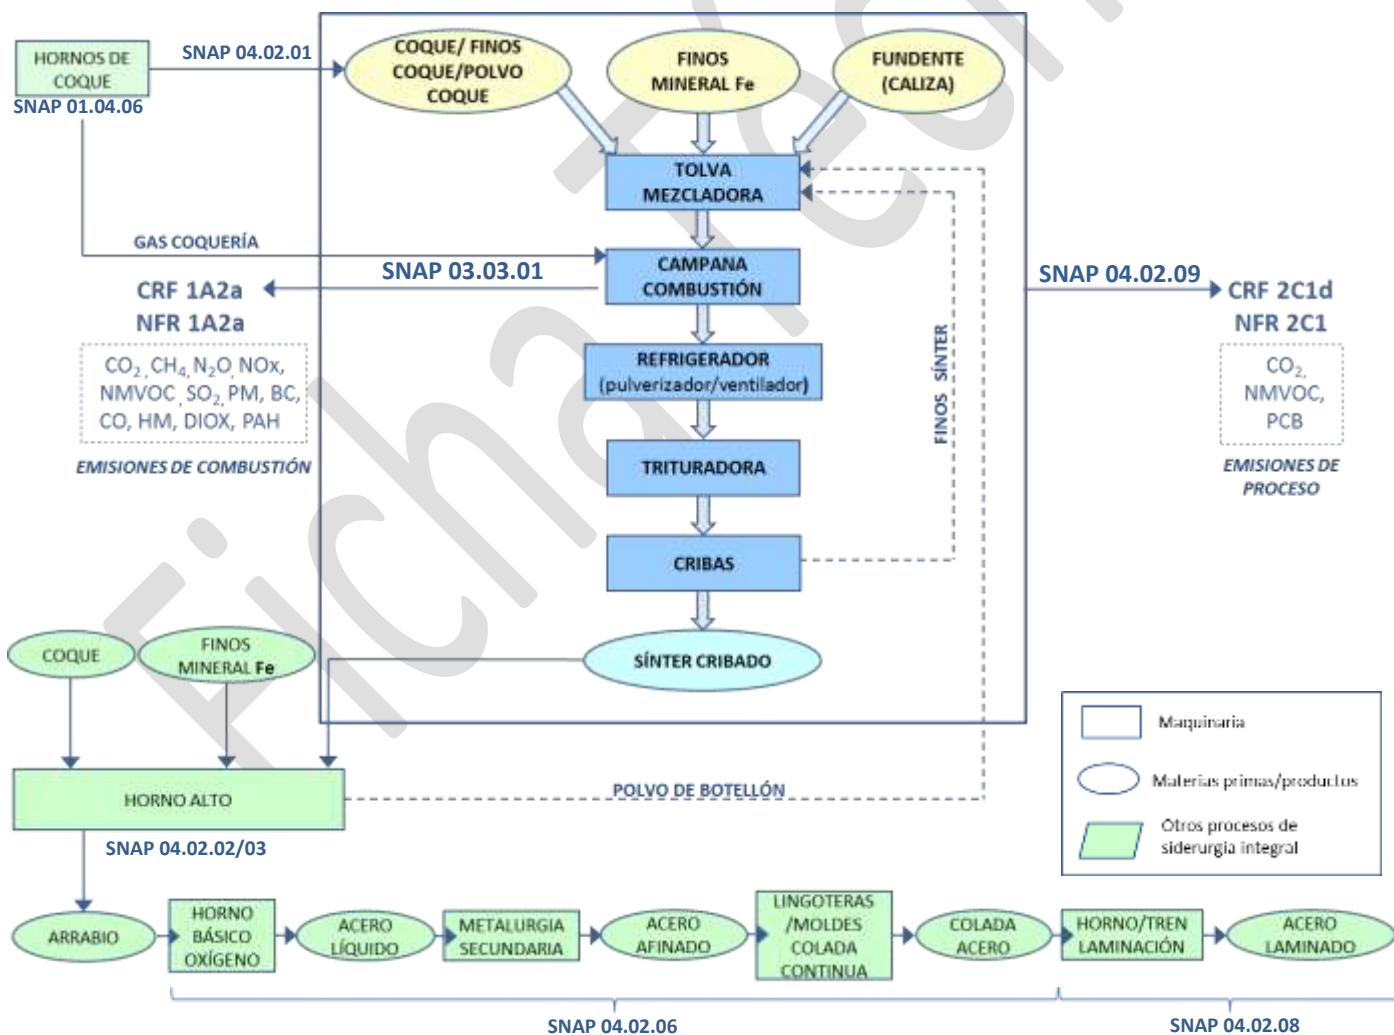 HORNOS DE
COQUE
SNAP 01.04.06
SNAP 04.02.01
COQUE/ FINOS
COQUE/POLVO
COQUE
FINOS
MINERAL Fe
FUNDENTE
(CALIZA)
TOLVA
MEZCLADORA
GAS COQUERÍA
CAMPANA
COMBUSTIÓN
SNAP 03.03.01
CRF 1A2a
NFR 1A2a
CO₂, CH₄, N₂O, NOx,
NMVOC, SO₂, PM, BC,
CO, HM, DIOX, PAH
EMISIONES DE COMBUSTIÓN
SNAP 04.02.09
CRF 2C1d
NFR 2C1
CO₂,
NMVOC,
PCB
EMISIONES DE
PROCESO
REFRIGERADOR
(pulverizador/ventilador)
TRITURADORA
CRIBAS
FINOS SÍNTER
SÍNTER CRIBADO
COQUE
FINOS
MINERAL Fe
HORNO ALTO
POLVO DE BOTELLÓN
SNAP 04.02.02/03
Maquinaria
Materias primas/productos
Otros procesos de
siderurgia integral
ARRABIO
HORNO
BÁSICO
OXÍGENO
ACERO
LÍQUIDO
METALURGIA
SECUNDARIA
ACERO
AFINADO
LINGOTERAS
/MOLDES
COLADA
CONTINUA
COLADA
ACERO
HORNO/TREN
LAMINACIÓN
ACERO
LAMINADO
SNAP 04.02.06
SNAP 04.02.08
Ficha Te